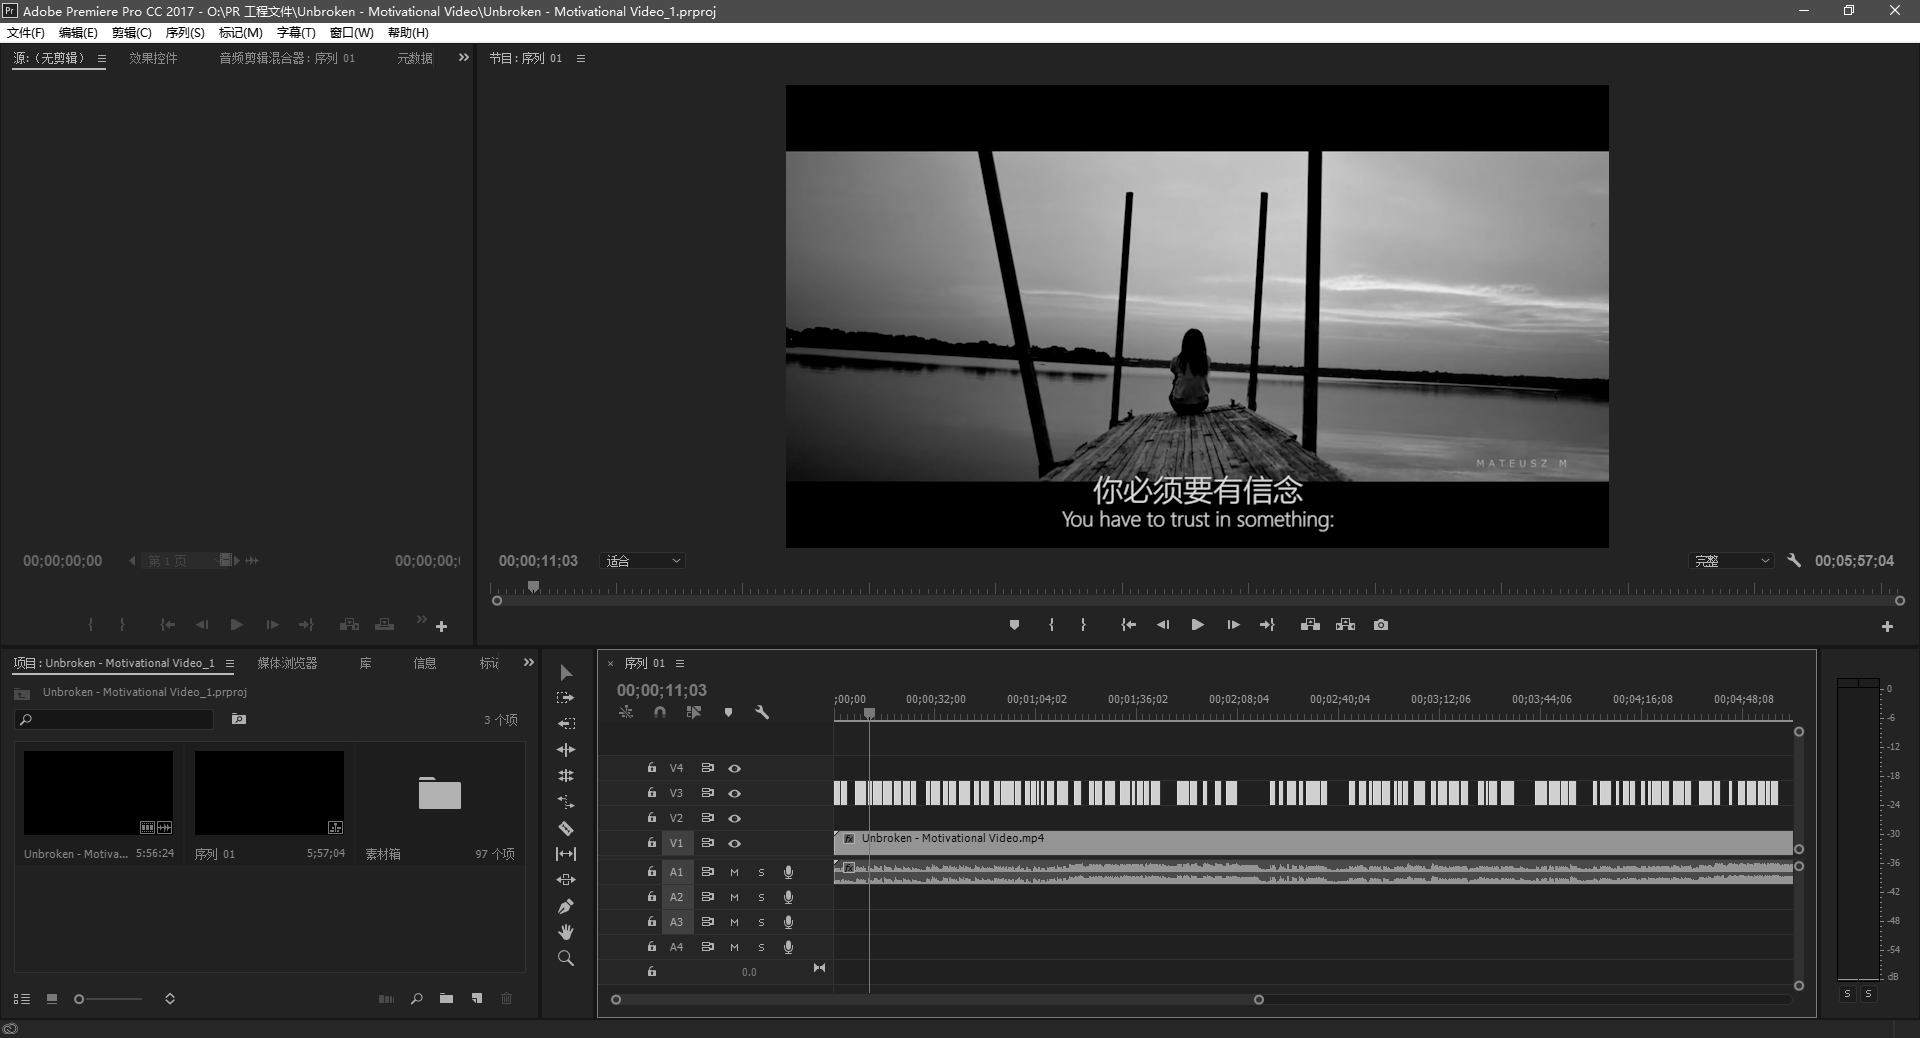 Adobe Premiere Pro CC 2017 - O:\PR 工程文件\Unbroken - Motivational Video\Unbroken - Motivational Video_1.prproj
文件(F) 编辑(E) 剪辑(C) 序列(S) 标记(M) 字幕(T) 窗口(W) 帮助(H)
源:（无剪辑） 效果控件 音频剪辑混合器: 序列 01 元数据
节目: 序列 01
MATEUSZ M
你必须要有信念
You have to trust in something:
00;00;00;00 第 1 页 00;00;00;
00;00;11;03 适合 完整 00;05;57;04
项目: Unbroken - Motivational Video_1 媒体浏览器 库 信息 标记
Unbroken - Motivational Video_1.prproj
3 个项
Unbroken - Motiva... 5:56:24
序列 01 5;57;04
素材箱 97 个项
序列 01
00;00;11;03
;00;00 00;00;32;00 00;01;04;02 00;01;36;02 00;02;08;04 00;02;40;04 00;03;12;06 00;03;44;06 00;04;16;08 00;04;48;08
V4
V3
V2
V1 fx Unbroken - Motivational Video.mp4
A1 M S fx
A2 M S
A3 M S
A4 M S
0.0
0
-6
-12
-18
-24
-30
-36
-42
-48
-54
dB
S S